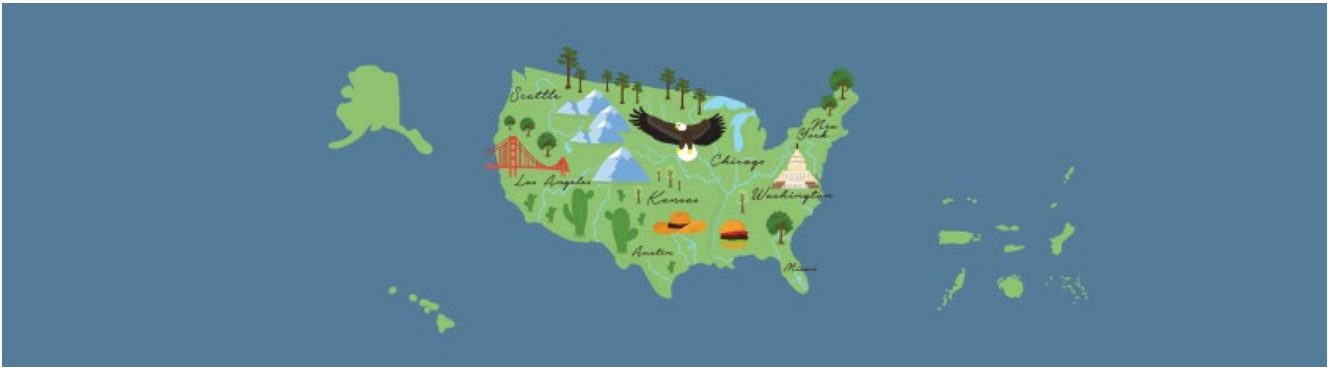 Seattle
New
York
Chicago
Los Angeles
Kansas
Washington
Austin
Miami